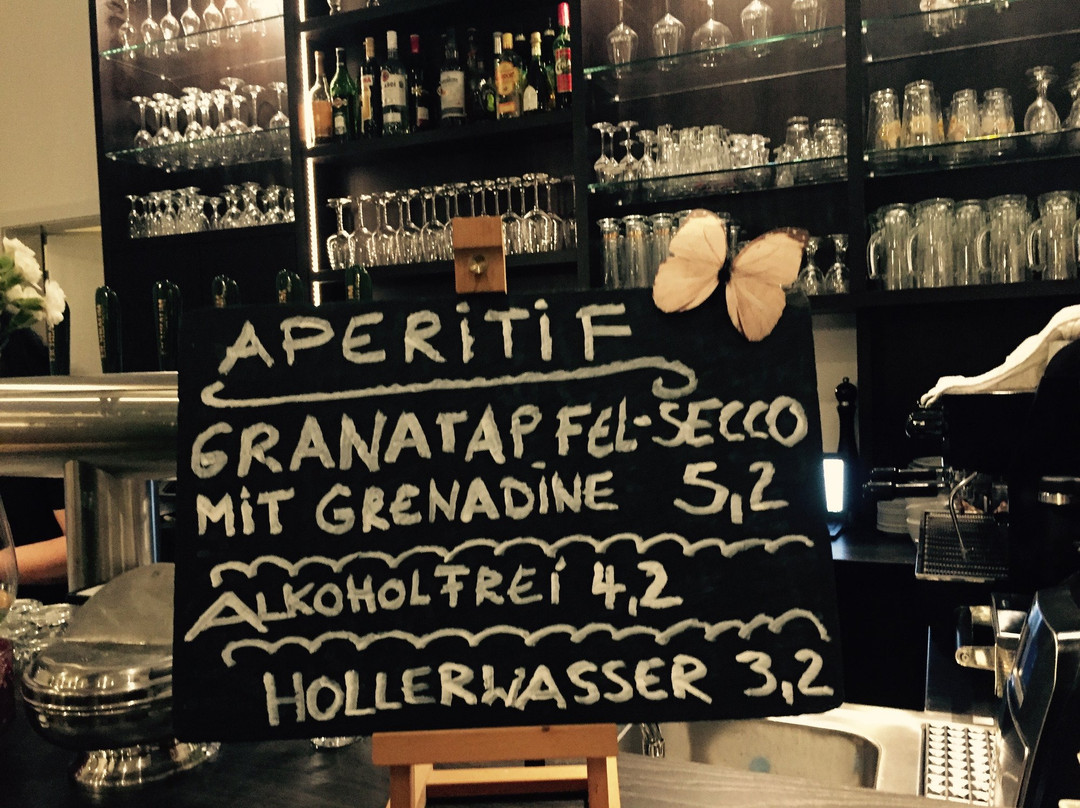 APERITIF
GRANATAPFEL-SECCO
MIT GRENADINE 5,2
ALKOHOLFREI 4,2
HOLLERWASSER 3,2